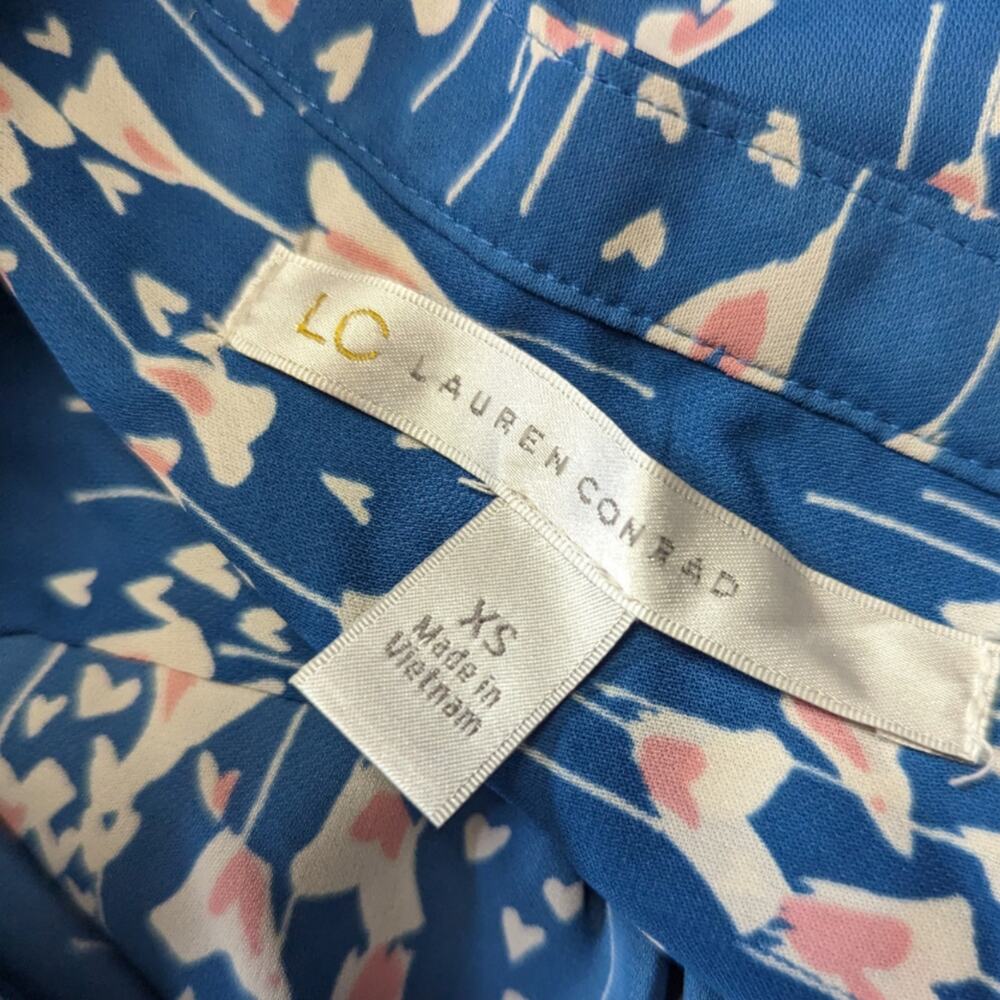 LC LAUREN CONRAD
XS
Made in
Vietnam